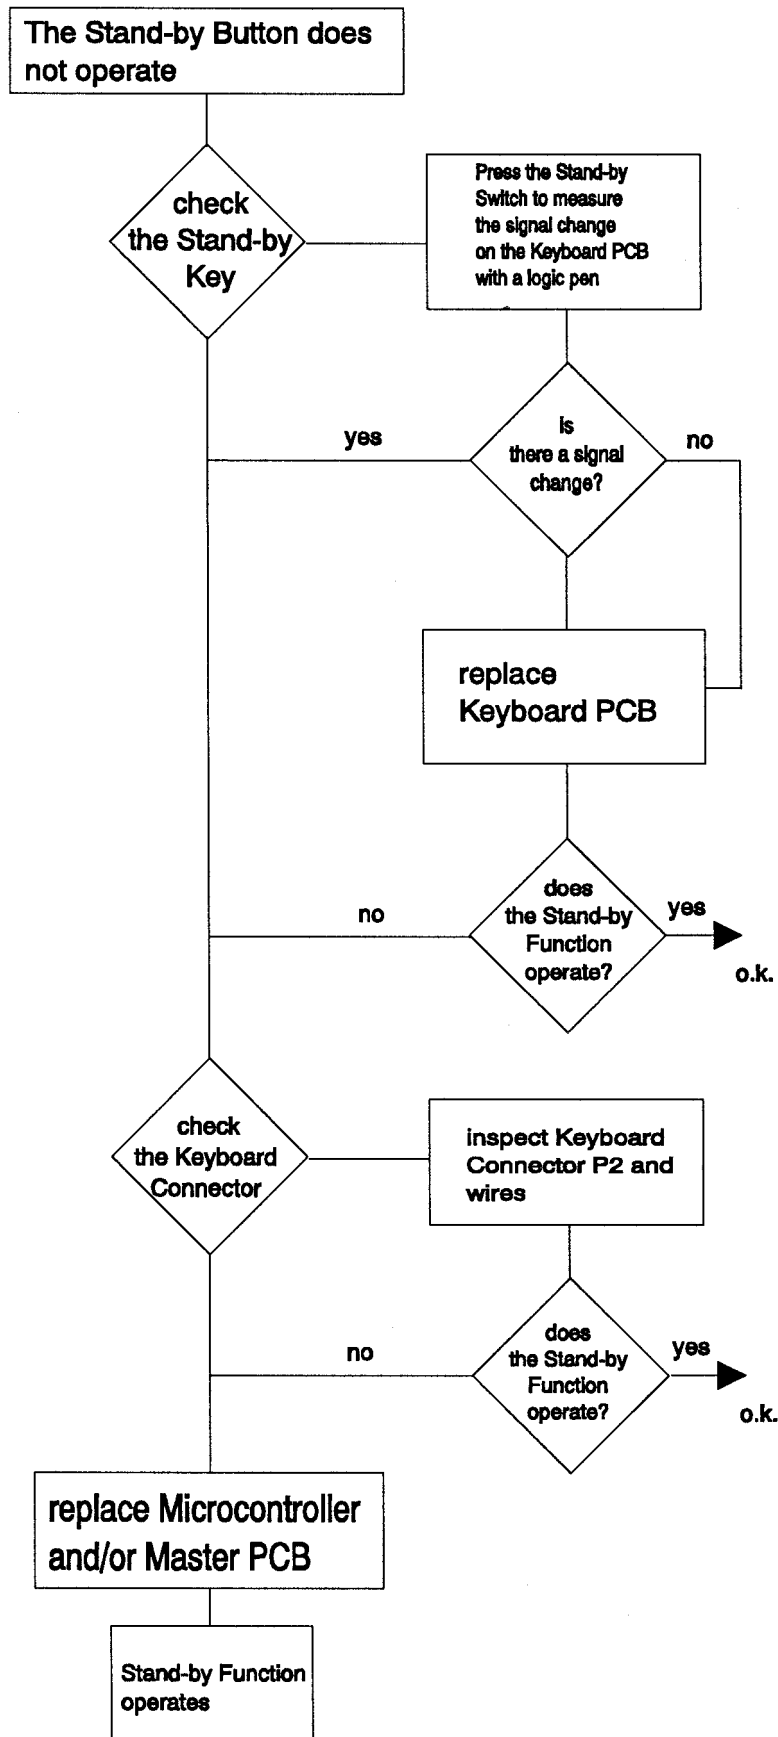 The Stand-by Button does
not operate
check
the Stand-by
Key
Press the Stand-by
Switch to measure
the signal change
on the Keyboard PCB
with a logic pen
is
there a signal
change?
yes
no
replace
Keyboard PCB
does
the Stand-by
Function
operate?
no
yes
o.k.
check
the Keyboard
Connector
inspect Keyboard
Connector P2 and
wires
does
the Stand-by
Function
operate?
no
yes
o.k.
replace Microcontroller
and/or Master PCB
Stand-by Function
operates